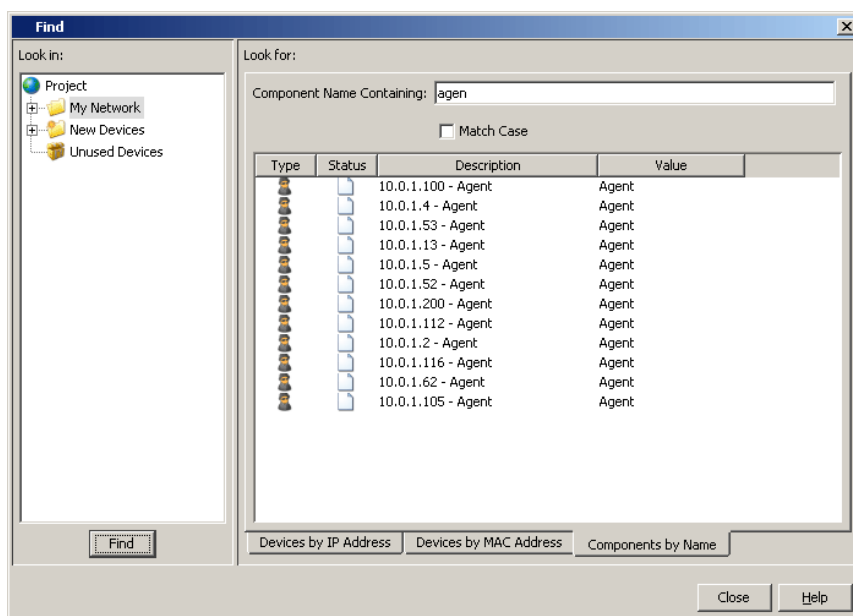 Find
Look in:
Project
My Network
New Devices
Unused Devices
Find
Look for:
Component Name Containing: agen
Match Case
Type Status Description Value
10.0.1.100 - Agent Agent
10.0.1.4 - Agent Agent
10.0.1.53 - Agent Agent
10.0.1.13 - Agent Agent
10.0.1.5 - Agent Agent
10.0.1.52 - Agent Agent
10.0.1.200 - Agent Agent
10.0.1.112 - Agent Agent
10.0.1.2 - Agent Agent
10.0.1.116 - Agent Agent
10.0.1.62 - Agent Agent
10.0.1.105 - Agent Agent
Devices by IP Address Devices by MAC Address Components by Name
Close Help